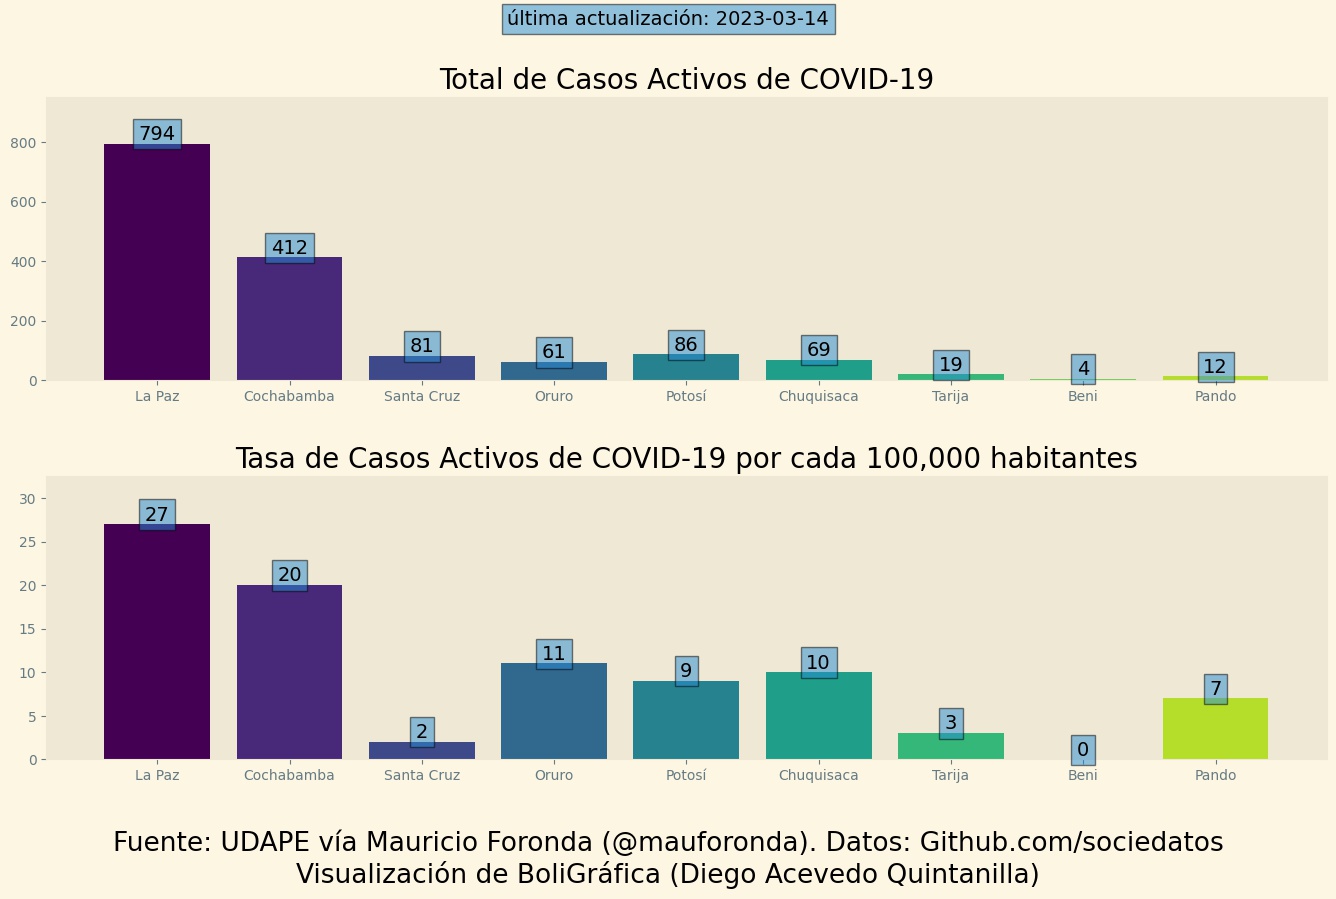 última actualización: 2023-03-14
Total de Casos Activos de COVID-19
800
600
400
200
0
794
412
81
61
86
69
19
4
12
La Paz
Cochabamba
Santa Cruz
Oruro
Potosí
Chuquisaca
Tarija
Beni
Pando
Tasa de Casos Activos de COVID-19 por cada 100,000 habitantes
30
25
20
15
10
5
0
27
20
2
11
9
10
3
0
7
La Paz
Cochabamba
Santa Cruz
Oruro
Potosí
Chuquisaca
Tarija
Beni
Pando
Fuente: UDAPE vía Mauricio Foronda (@mauforonda). Datos: Github.com/sociedatos
Visualización de BoliGráfica (Diego Acevedo Quintanilla)